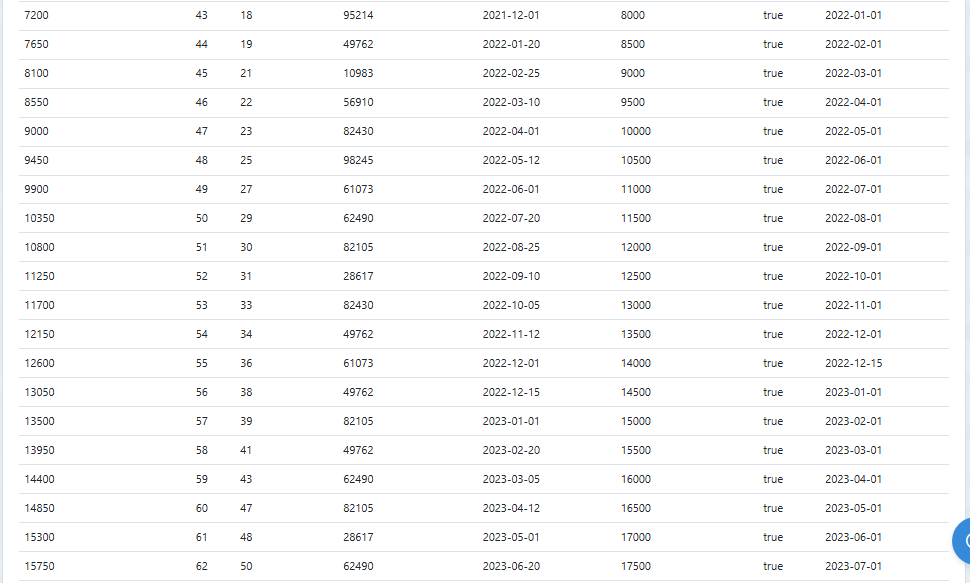 7200 43 18 95214 2021-12-01 8000 true 2022-01-01
7650 44 19 49762 2022-01-20 8500 true 2022-02-01
8100 45 21 10983 2022-02-25 9000 true 2022-03-01
8550 46 22 56910 2022-03-10 9500 true 2022-04-01
9000 47 23 82430 2022-04-01 10000 true 2022-05-01
9450 48 25 98245 2022-05-12 10500 true 2022-06-01
9900 49 27 61073 2022-06-01 11000 true 2022-07-01
10350 50 29 62490 2022-07-20 11500 true 2022-08-01
10800 51 30 82105 2022-08-25 12000 true 2022-09-01
11250 52 31 28617 2022-09-10 12500 true 2022-10-01
11700 53 33 82430 2022-10-05 13000 true 2022-11-01
12150 54 34 49762 2022-11-12 13500 true 2022-12-01
12600 55 36 61073 2022-12-01 14000 true 2022-12-15
13050 56 38 49762 2022-12-15 14500 true 2023-01-01
13500 57 39 82105 2023-01-01 15000 true 2023-02-01
13950 58 41 49762 2023-02-20 15500 true 2023-03-01
14400 59 43 62490 2023-03-05 16000 true 2023-04-01
14850 60 47 82105 2023-04-12 16500 true 2023-05-01
15300 61 48 28617 2023-05-01 17000 true 2023-06-01
15750 62 50 62490 2023-06-20 17500 true 2023-07-01